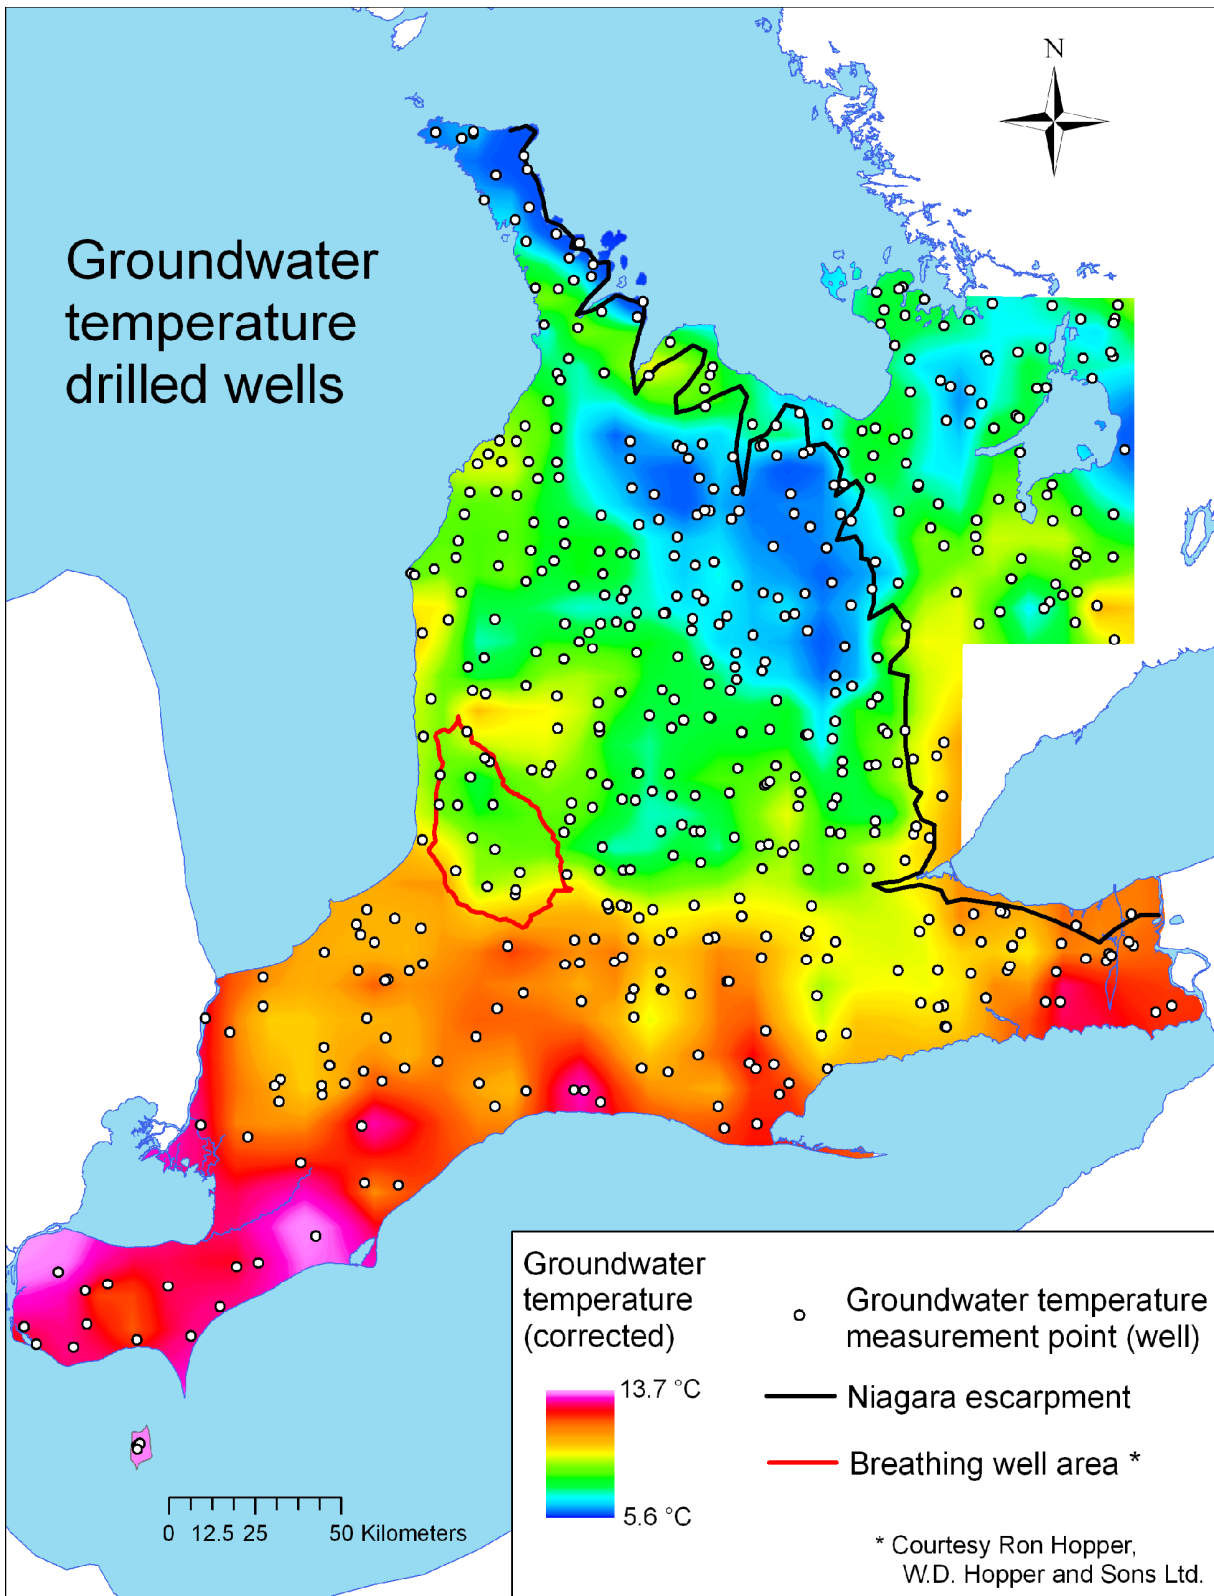 N
Groundwater
temperature
drilled wells
Groundwater
temperature
(corrected)
13.7 °C
5.6 °C
Groundwater temperature
measurement point (well)
Niagara escarpment
Breathing well area *
0 12.5 25 50 Kilometers
* Courtesy Ron Hopper,
W.D. Hopper and Sons Ltd.